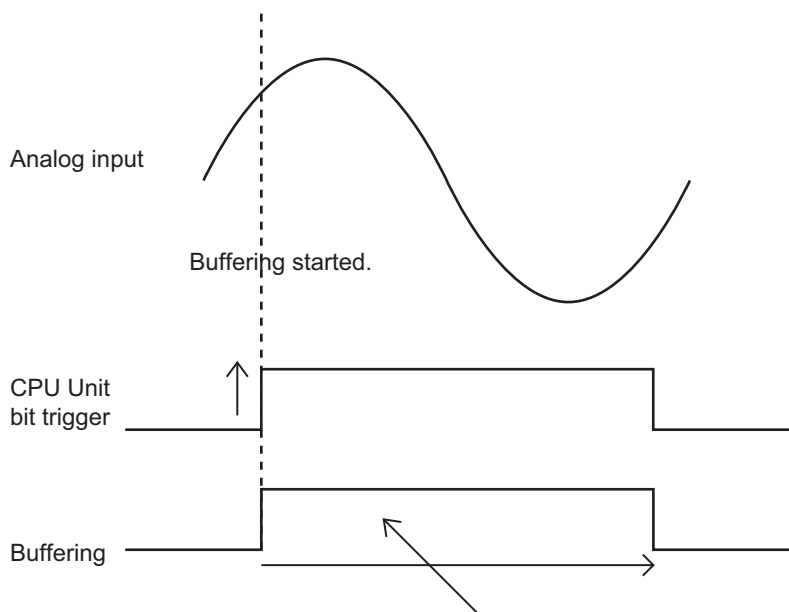 Analog input
Buffering started.
CPU Unit
bit trigger
Buffering